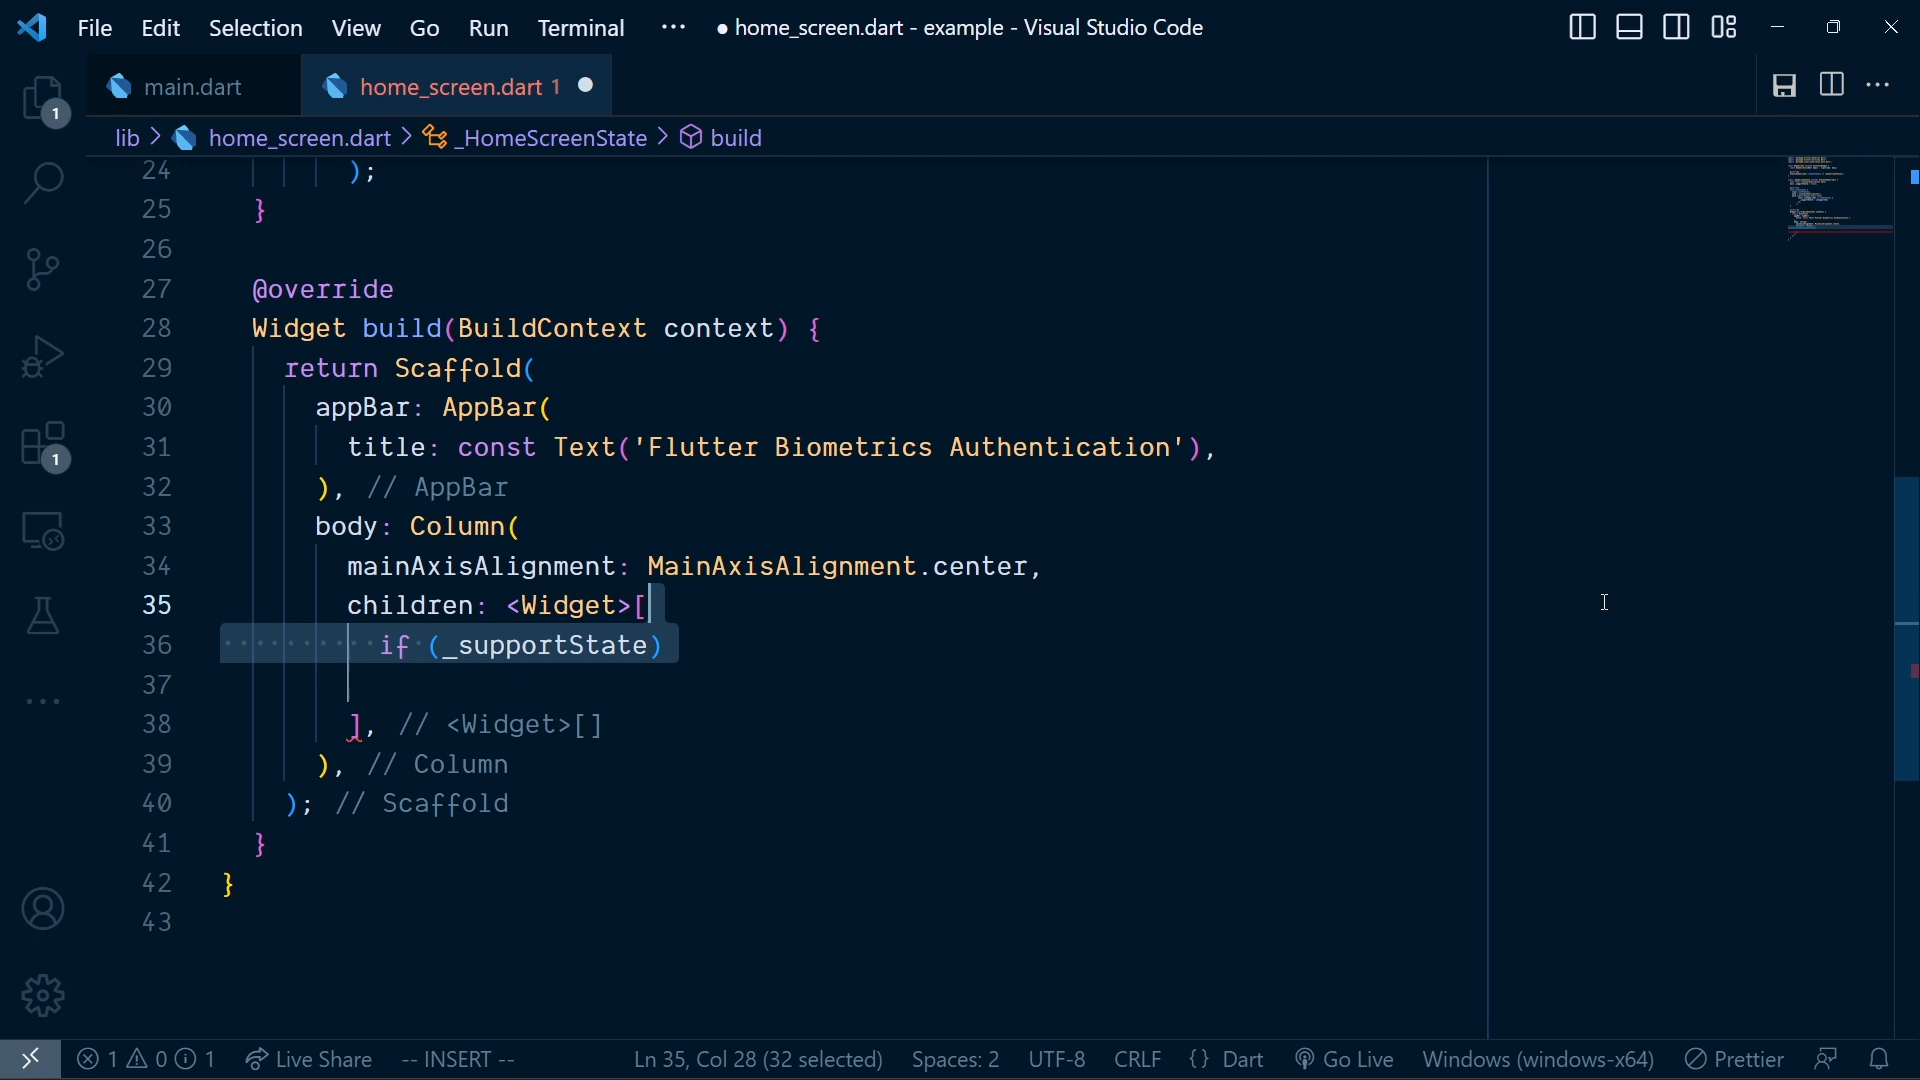 File Edit Selection View Go Run Terminal ··· ● home_screen.dart - example - Visual Studio Code
main.dart home_screen.dart 1
lib > home_screen.dart > _HomeScreenState > build
1
24 );
25 }
26
27 @override
28 Widget build(BuildContext context) {
29 return Scaffold(
30 appBar: AppBar(
31 title: const Text('Flutter Biometrics Authentication'),
32 ), // AppBar
33 body: Column(
34 mainAxisAlignment: MainAxisAlignment.center,
35 children: <Widget>[
36 if (_supportState)
1
37
38 ], // <Widget>[]
39 ), // Column
40 ); // Scaffold
41 }
42 }
43
1 0 1 Live Share -- INSERT -- Ln 35, Col 28 (32 selected) Spaces: 2 UTF-8 CRLF {} Dart Go Live Windows (windows-x64) Prettier